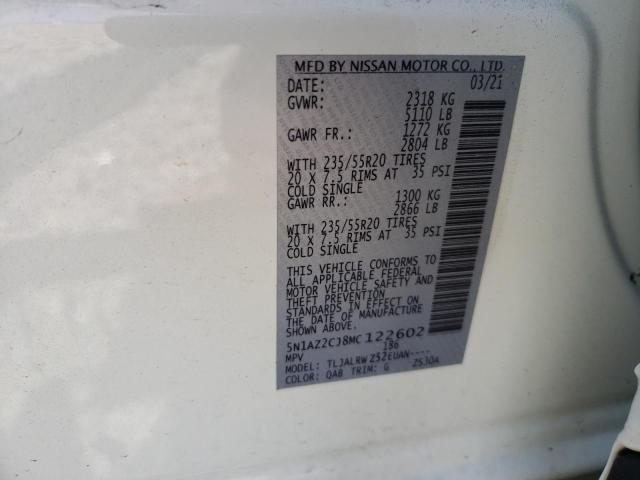 MFD BY NISSAN MOTOR CO., LTD.
DATE: 03/21
GVWR: 2318 KG
5110 LB
GAWR FR.: 1272 KG
2804 LB
WITH 235/55R20 TIRES
20 X 7.5 RIMS AT 35 PSI
COLD SINGLE
GAWR RR.: 1300 KG
2866 LB
WITH 235/55R20 TIRES
20 X 7.5 RIMS AT 35 PSI
COLD SINGLE
THIS VEHICLE CONFORMS TO
ALL APPLICABLE FEDERAL
MOTOR VEHICLE SAFETY AND
THEFT PREVENTION
STANDARDS IN EFFECT ON
THE DATE OF MANUFACTURE
SHOWN ABOVE.
5N1AZ2CJ8MC 122602
MPV 186
MODEL: TLJALRW Z52EUAN----
COLOR: QAB TRIM: G Z530A